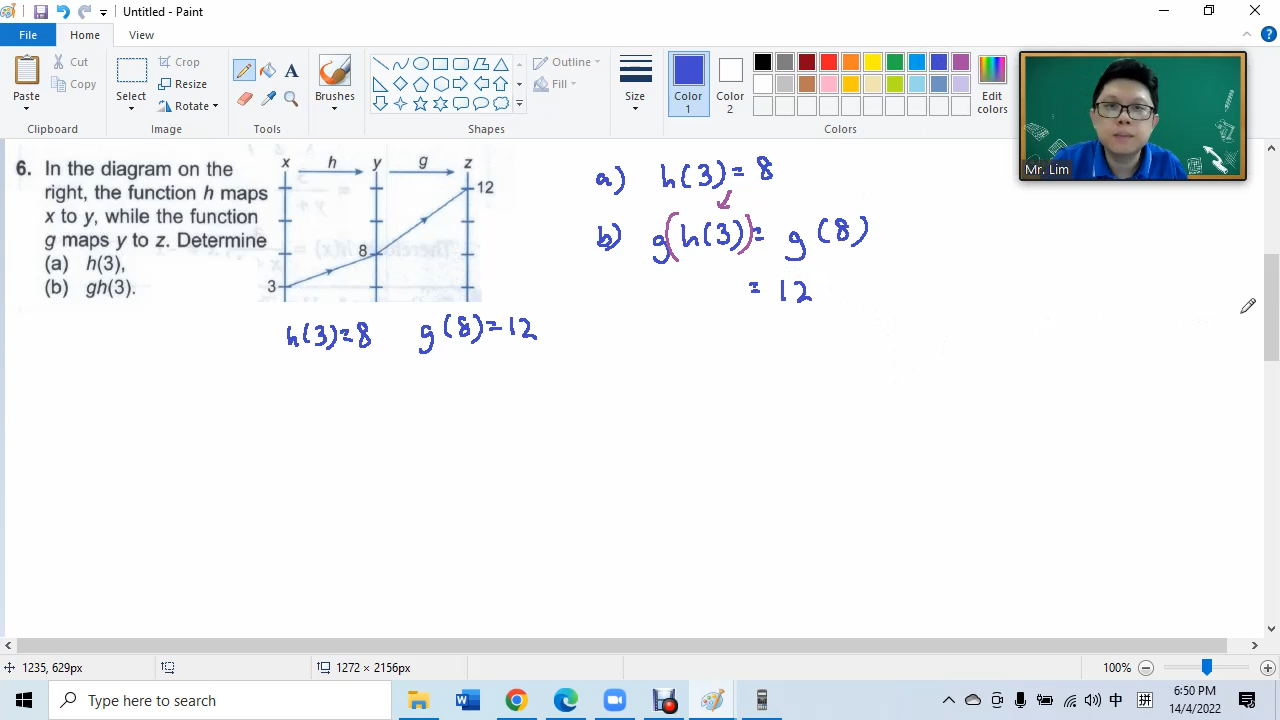 Untitled - Paint
File
Home
View
Paste
Cut
Copy
Clipboard
Select
Crop
Resize
Rotate
Image
Tools
Brushes
Outline
Fill
Shapes
Size
Color 1
Color 2
Edit colors
Colors
Mr. Lim
6. In the diagram on the
right, the function h maps
x to y, while the function
g maps y to z. Determine
(a) h(3),
(b) gh(3).
x h y g z
12
8
3
h(3)=8 g(8)=12
a) h(3)=8
b) g(h(3))= g(8)
= 12
1235, 629px
1272 × 2156px
100%
Type here to search
中
拼
6:50 PM
14/4/2022